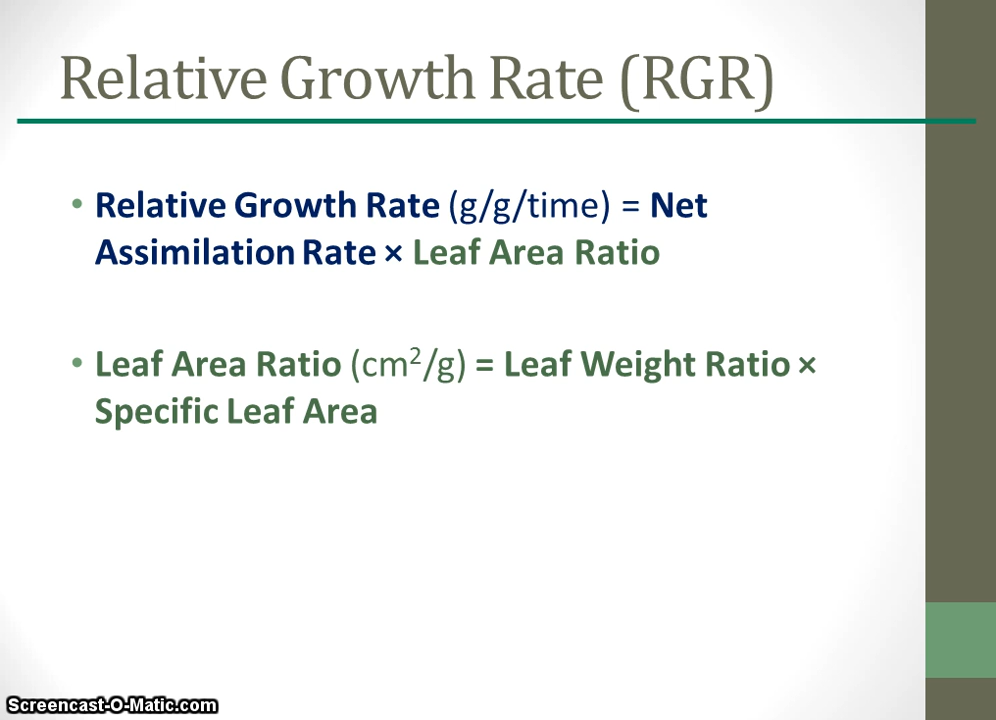 Relative Growth Rate (RGR)
• Relative Growth Rate (g/g/time) = Net
Assimilation Rate × Leaf Area Ratio
• Leaf Area Ratio (cm²/g) = Leaf Weight Ratio ×
Specific Leaf Area
Screencast-O-Matic.com